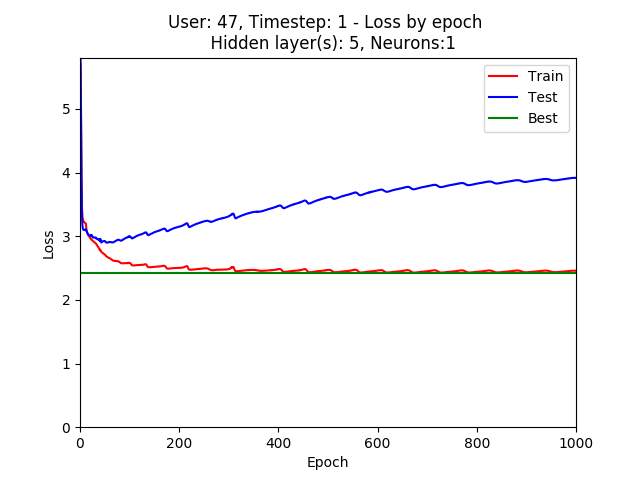 User: 47, Timestep: 1 - Loss by epoch
Hidden layer(s): 5, Neurons:1
Train
Test
Best
5
4
3
2
1
0
Loss
0 200 400 600 800 1000
Epoch